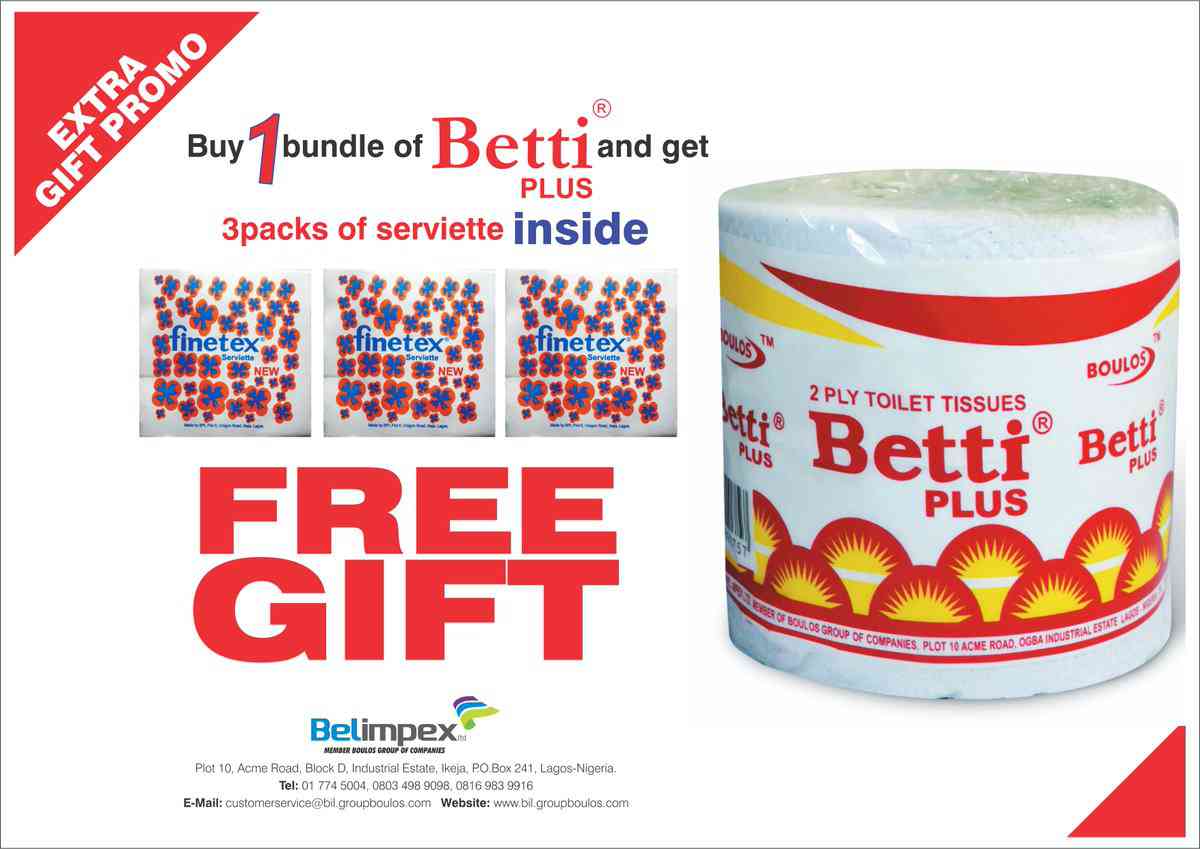 EXTRA
GIFT PROMO
Buy 1 bundle of Betti® and get
PLUS
3packs of serviette inside
finetex®
Serviette
NEW
finetex®
Serviette
NEW
finetex®
Serviette
NEW
FREE
GIFT
BOULOS™
BOULOS™
2 PLY TOILET TISSUES
Betti®
PLUS
Betti®
PLUS
Betti®
PLUS
MEMBER OF BOULOS GROUP OF COMPANIES, PLOT 10 ACME ROAD, OGBA INDUSTRIAL ESTATE, LAGOS - NIGERIA
Belimpex ltd
MEMBER BOULOS GROUP OF COMPANIES
Plot 10, Acme Road, Block D, Industrial Estate, Ikeja, P.O.Box 241, Lagos-Nigeria.
Tel: 01 774 5004, 0803 498 9098, 0816 983 9916
E-Mail: customerservice@bil.groupboulos.com Website: www.bil.groupboulos.com